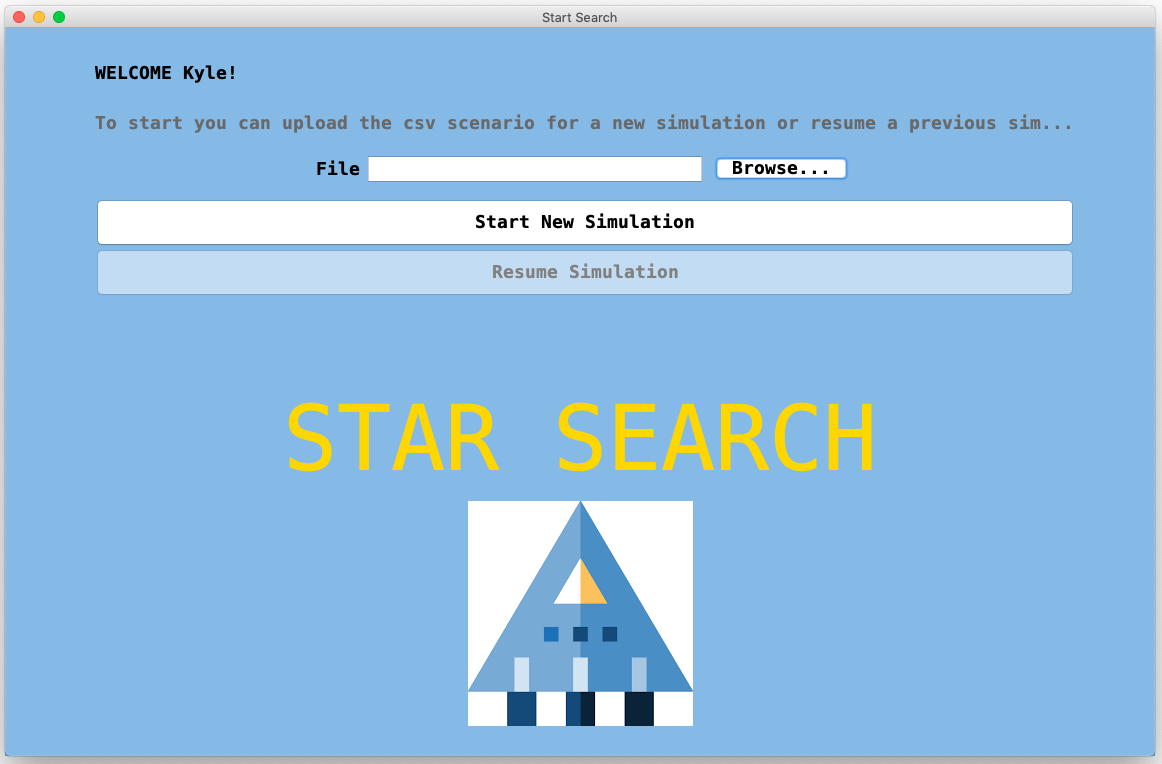 Start Search
WELCOME Kyle!
To start you can upload the csv scenario for a new simulation or resume a previous sim...
File Browse...
Start New Simulation
Resume Simulation
STAR SEARCH